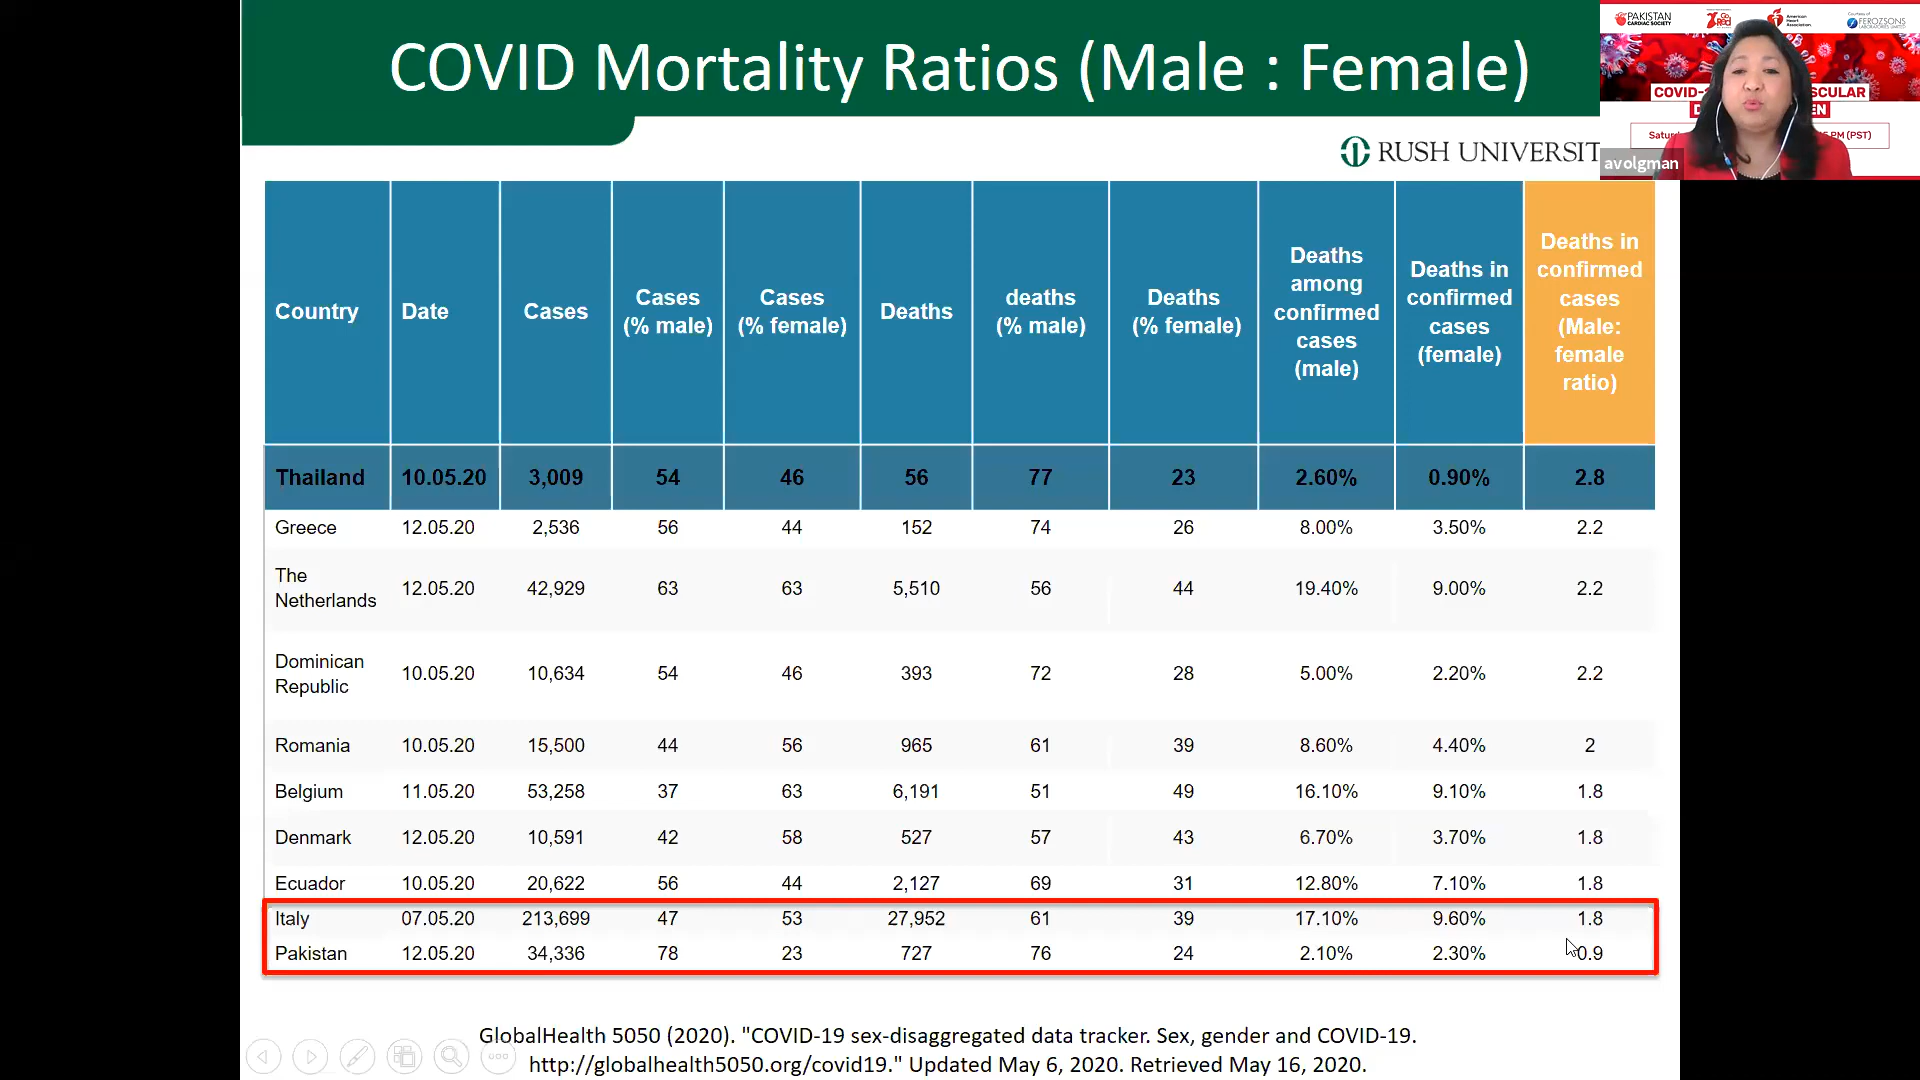 COVID Mortality Ratios (Male : Female)
PAKISTAN
CARDIAC SOCIETY
American
Heart
Association.
FEROZSONS
COVID-
SCULAR
EN
PM (PST)
avolgman
RUSH UNIVERSIT
Country Date Cases Cases (% male) Cases (% female) Deaths deaths (% male) Deaths (% female) Deaths among confirmed cases (male) Deaths in confirmed cases (female) Deaths in confirmed cases (Male: female ratio)
Thailand 10.05.20 3,009 54 46 56 77 23 2.60% 0.90% 2.8
Greece 12.05.20 2,536 56 44 152 74 26 8.00% 3.50% 2.2
The Netherlands 12.05.20 42,929 63 63 5,510 56 44 19.40% 9.00% 2.2
Dominican Republic 10.05.20 10,634 54 46 393 72 28 5.00% 2.20% 2.2
Romania 10.05.20 15,500 44 56 965 61 39 8.60% 4.40% 2
Belgium 11.05.20 53,258 37 63 6,191 51 49 16.10% 9.10% 1.8
Denmark 12.05.20 10,591 42 58 527 57 43 6.70% 3.70% 1.8
Ecuador 10.05.20 20,622 56 44 2,127 69 31 12.80% 7.10% 1.8
Italy 07.05.20 213,699 47 53 27,952 61 39 17.10% 9.60% 1.8
Pakistan 12.05.20 34,336 78 23 727 76 24 2.10% 2.30% 0.9
GlobalHealth 5050 (2020). "COVID-19 sex-disaggregated data tracker. Sex, gender and COVID-19.
http://globalhealth5050.org/covid19." Updated May 6, 2020. Retrieved May 16, 2020.